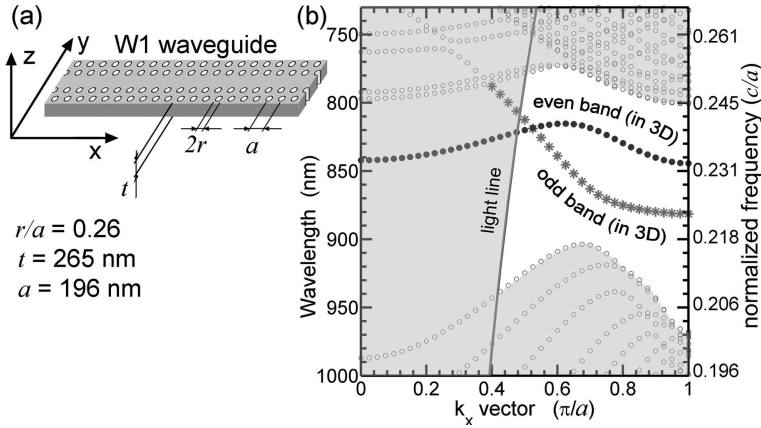 (a)
z
y
W1 waveguide
x
2r
a
t
r/a = 0.26
t = 265 nm
a = 196 nm
(b)
Wavelength (nm)
750
800
850
900
950
1000
0
0.2
0.4
0.6
0.8
1
k_x vector (π/a)
light line
even band (in 3D)
odd band (in 3D)
0.261
0.245
0.231
0.218
0.206
0.196
normalized frequency (c/a)